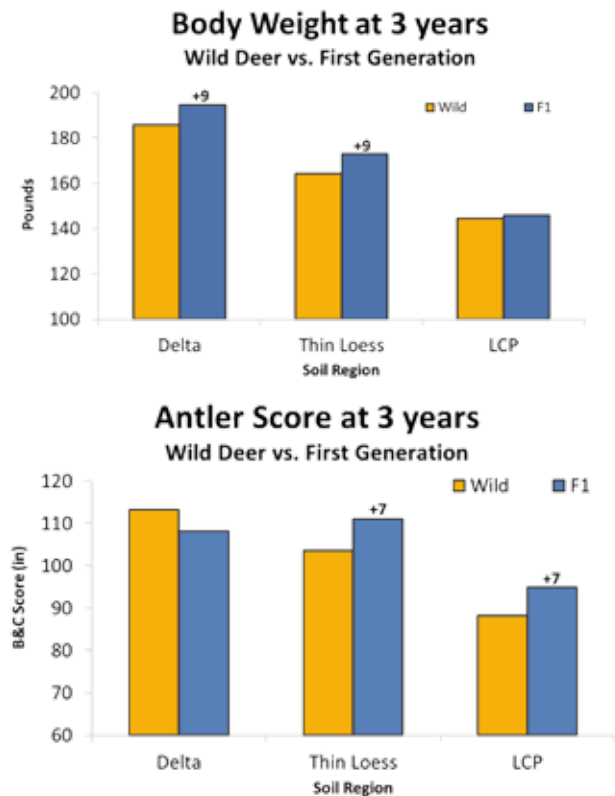 Body Weight at 3 years
Wild Deer vs. First Generation
Wild F1
200
180
160
140
120
100
Pounds
+9
+9
Delta Thin Loess LCP
Soil Region
Antler Score at 3 years
Wild Deer vs. First Generation
Wild F1
120
110
100
90
80
70
60
B&C Score (in)
+7
+7
Delta Thin Loess LCP
Soil Region